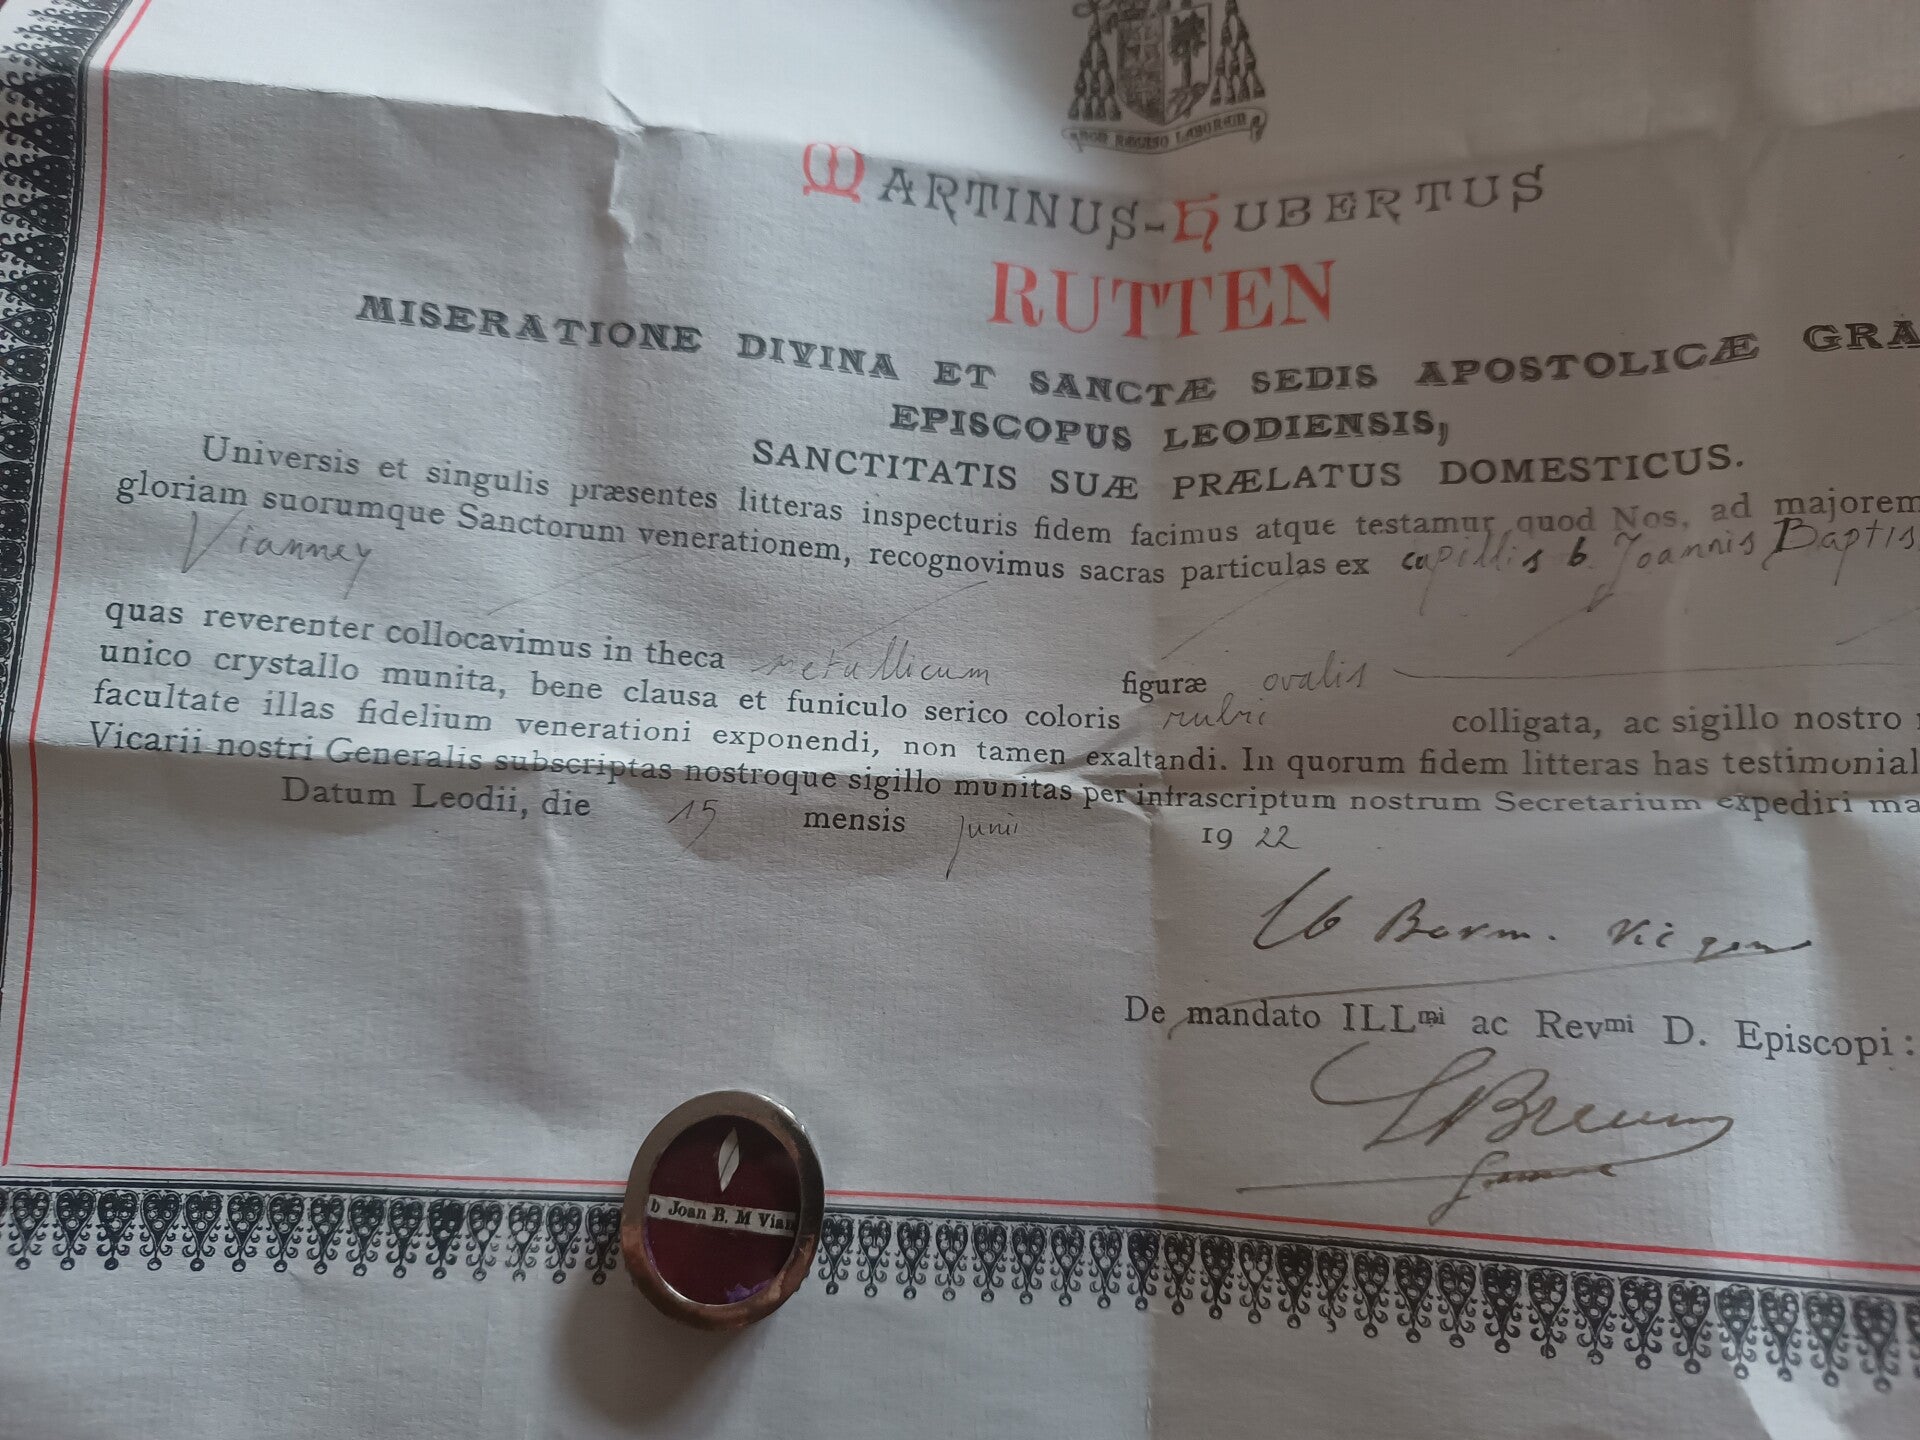 NON RECUSO LABOREM
MARTINUS-HUBERTUS
RUTTEN
MISERATIONE DIVINA ET SANCTÆ SEDIS APOSTOLICÆ GRA
EPISCOPUS LEODIENSIS,
SANCTITATIS SUÆ PRÆLATUS DOMESTICUS.
Universis et singulis præsentes litteras inspecturis fidem facimus atque testamur quod Nos, ad majorem
gloriam suorumque Sanctorum venerationem, recognovimus sacras particulas ex capillis b. Joannis Baptis
Vianney
quas reverenter collocavimus in theca metallicum figuræ ovalis
unico crystallo munita, bene clausa et funiculo serico coloris rubri colligata, ac sigillo nostro
facultate illas fidelium venerationi exponendi, non tamen exaltandi. In quorum fidem litteras has testimonial
Vicarii nostri Generalis subscriptas nostroque sigillo munitas per infrascriptum nostrum Secretarium expediri ma
Datum Leodii, die 15 mensis Junii 1922
Vic gen
De mandato ILLmi ac Revmi D. Episcopi:
b Joan B. M Vian